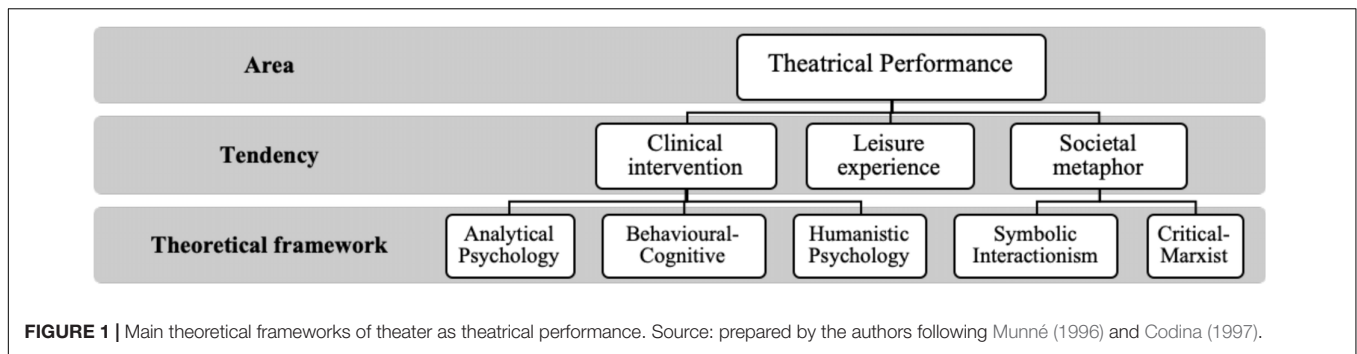 Area
Theatrical Performance
Tendency
Clinical
intervention
Leisure
experience
Societal
metaphor
Theoretical framework
Analytical
Psychology
Behavioural-
Cognitive
Humanistic
Psychology
Symbolic
Interactionism
Critical-
Marxist
FIGURE 1 | Main theoretical frameworks of theater as theatrical performance. Source: prepared by the authors following Munné (1996) and Codina (1997).